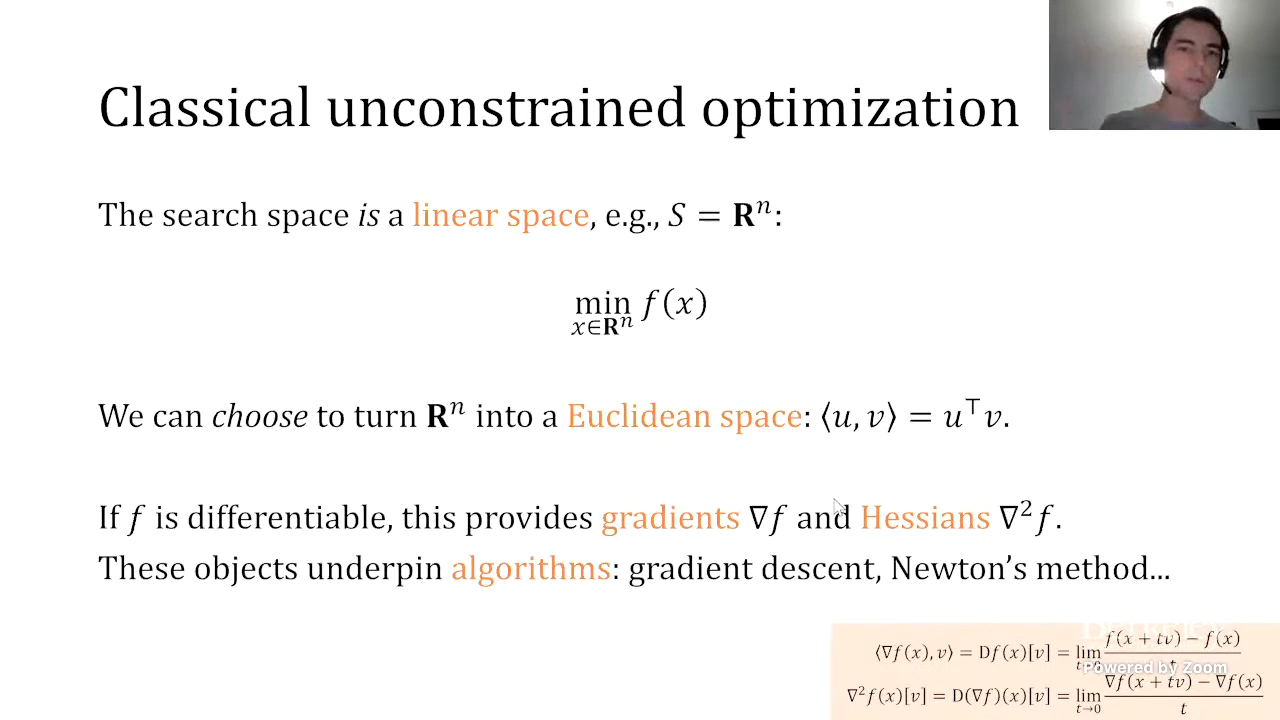 Classical unconstrained optimization
The search space is a linear space, e.g., S = Rⁿ:
min f(x)
x∈Rⁿ
We can choose to turn Rⁿ into a Euclidean space: ⟨u, v⟩ = u⊤v.
If f is differentiable, this provides gradients ∇f and Hessians ∇²f.
These objects underpin algorithms: gradient descent, Newton’s method...
Berkeley
⟨∇f(x), v⟩ = Df(x)[v] = lim t→0 (f(x + tv) − f(x)) / t
Powered by Zoom
∇²f(x)[v] = D(∇f)(x)[v] = lim t→0 (∇f(x + tv) − ∇f(x)) / t